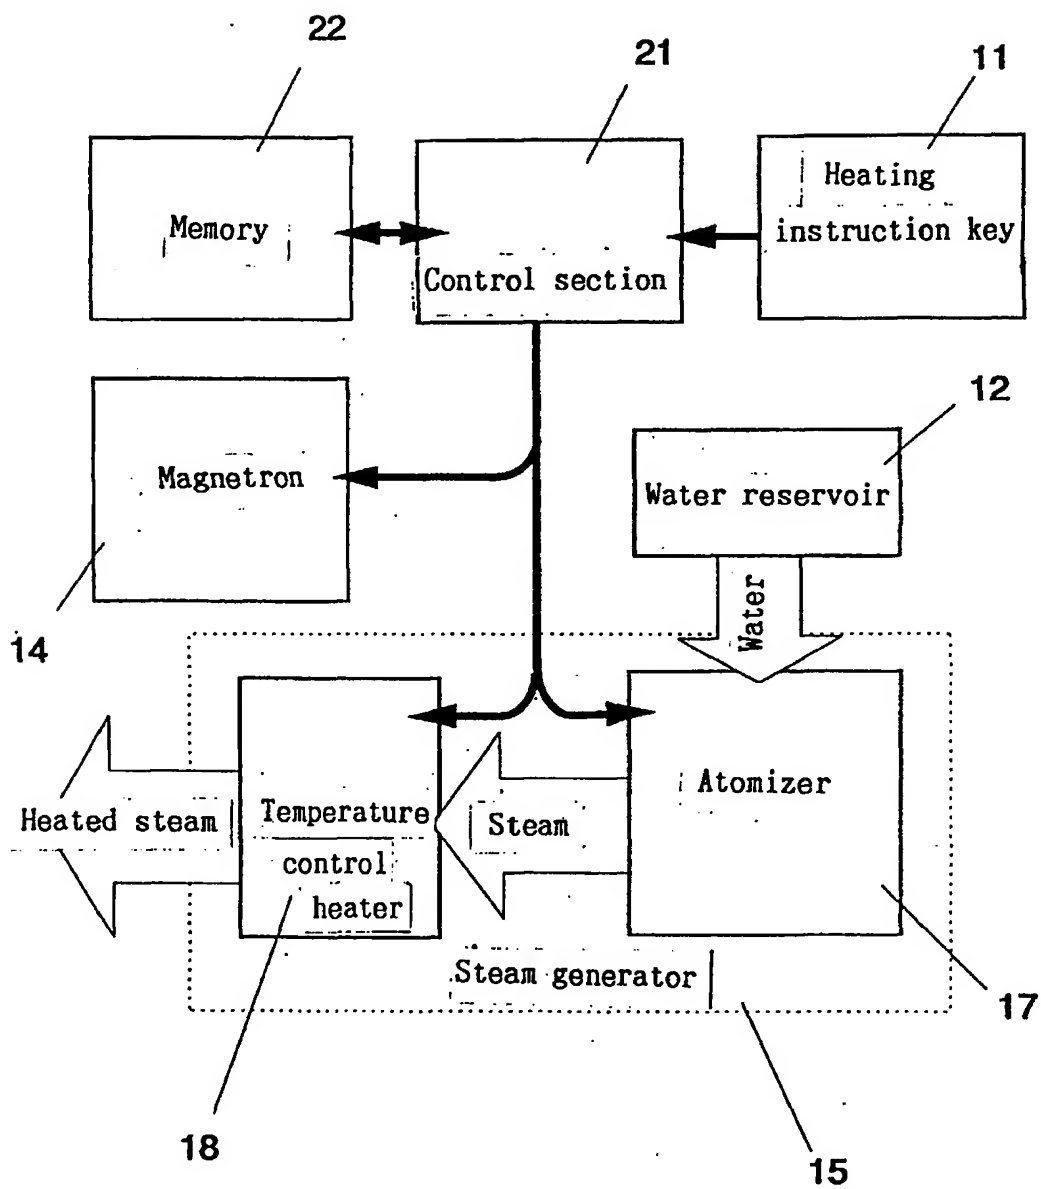 22
21
11
Memory
Control section
Heating
instruction key
12
Magnetron
Water reservoir
14
Water
Heated steam
Temperature
control
heater
Steam
Atomizer
Steam generator
17
18
15